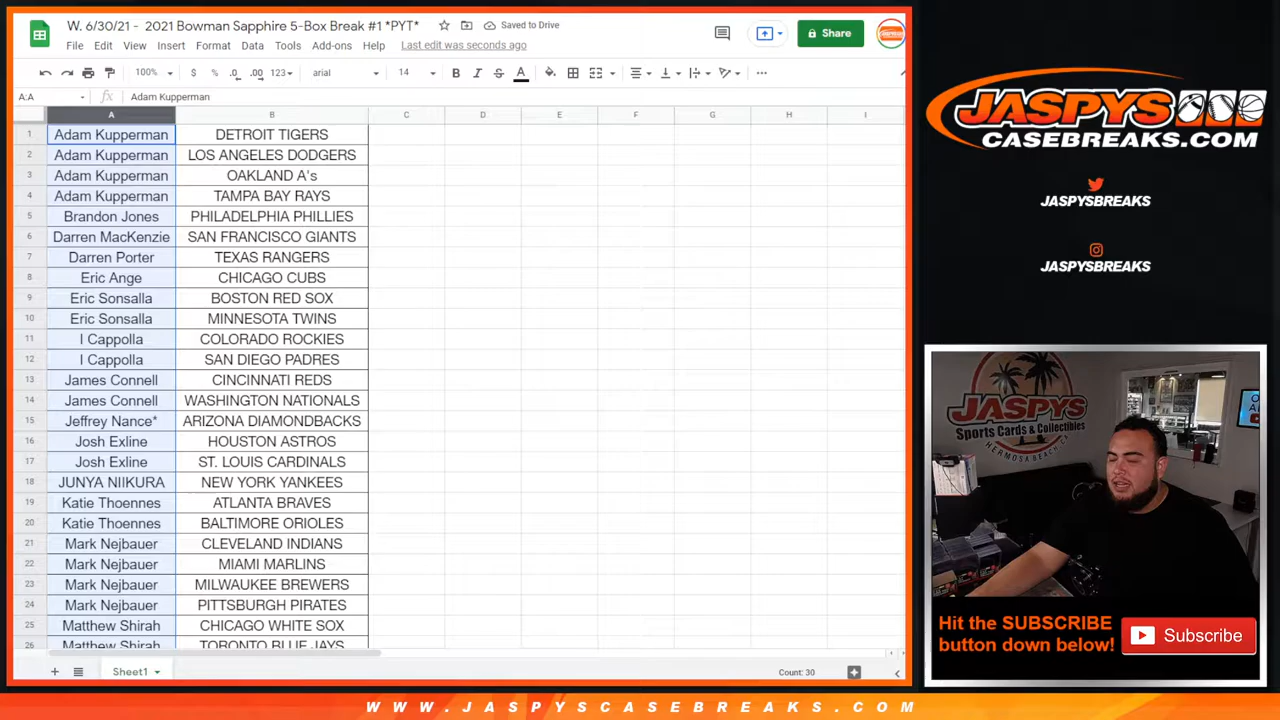 W. 6/30/21 - 2021 Bowman Sapphire 5-Box Break #1 *PYT*
Saved to Drive
Share
File Edit View Insert Format Data Tools Add-ons Help Last edit was seconds ago
100% $ % .0 .00 123 arial 14 B I S A
A:A fx Adam Kupperman
A B C D E F G H I
1 Adam Kupperman DETROIT TIGERS
2 Adam Kupperman LOS ANGELES DODGERS
3 Adam Kupperman OAKLAND A's
4 Adam Kupperman TAMPA BAY RAYS
5 Brandon Jones PHILADELPHIA PHILLIES
6 Darren MacKenzie SAN FRANCISCO GIANTS
7 Darren Porter TEXAS RANGERS
8 Eric Ange CHICAGO CUBS
9 Eric Sonsalla BOSTON RED SOX
10 Eric Sonsalla MINNESOTA TWINS
11 I Cappolla COLORADO ROCKIES
12 I Cappolla SAN DIEGO PADRES
13 James Connell CINCINNATI REDS
14 James Connell WASHINGTON NATIONALS
15 Jeffrey Nance* ARIZONA DIAMONDBACKS
16 Josh Exline HOUSTON ASTROS
17 Josh Exline ST. LOUIS CARDINALS
18 JUNYA NIIKURA NEW YORK YANKEES
19 Katie Thoennes ATLANTA BRAVES
20 Katie Thoennes BALTIMORE ORIOLES
21 Mark Nejbauer CLEVELAND INDIANS
22 Mark Nejbauer MIAMI MARLINS
23 Mark Nejbauer MILWAUKEE BREWERS
24 Mark Nejbauer PITTSBURGH PIRATES
25 Matthew Shirah CHICAGO WHITE SOX
26 Matthew Shirah TORONTO BLUE JAYS
Sheet1
Count: 30
JASPYS
CASEBREAKS.COM
JASPYSBREAKS
JASPYSBREAKS
JASPYS
Sports Cards & Collectibles
HERMOSA BEACH, CA
Hit the SUBSCRIBE
button down below!
Subscribe
WWW.JASPYSCASEBREAKS.COM